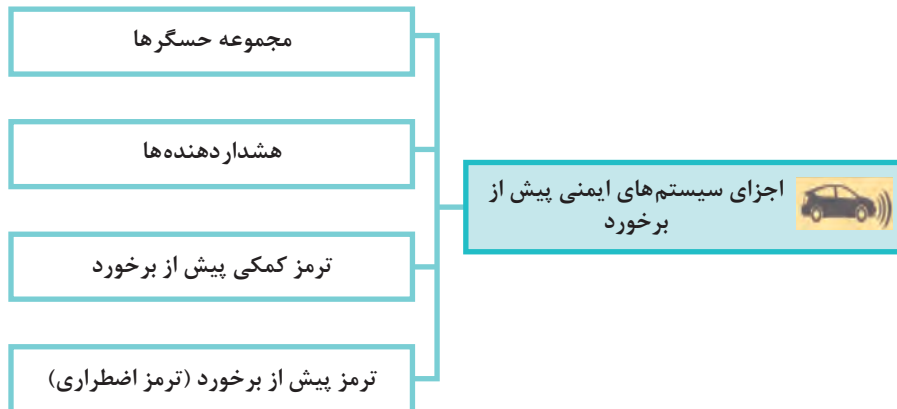 اجزای سیستم‌های ایمنی پیش از
برخورد
مجموعه حسگرها
هشداردهنده‌ها
ترمز کمکی پیش از برخورد
ترمز پیش از برخورد (ترمز اضطراری)